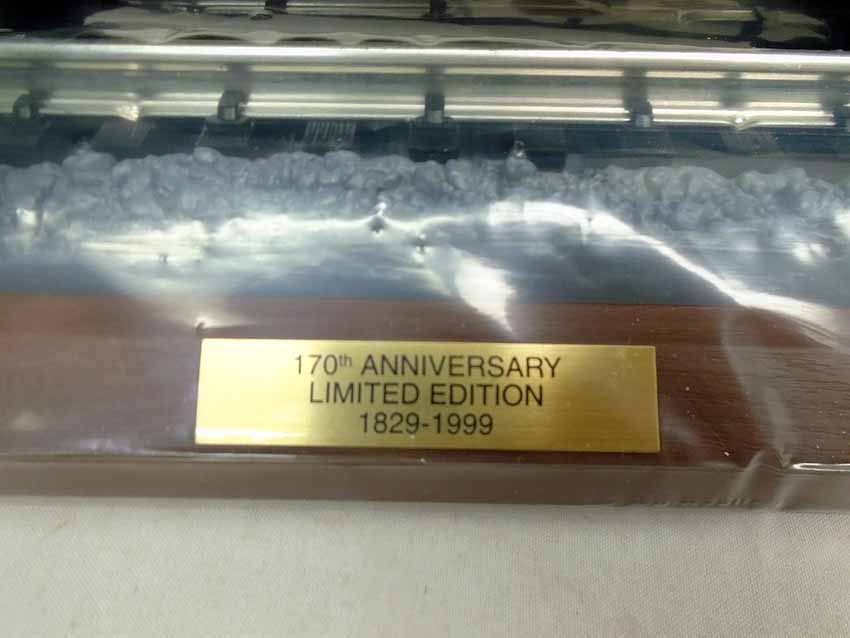 170th ANNIVERSARY
LIMITED EDITION
1829-1999